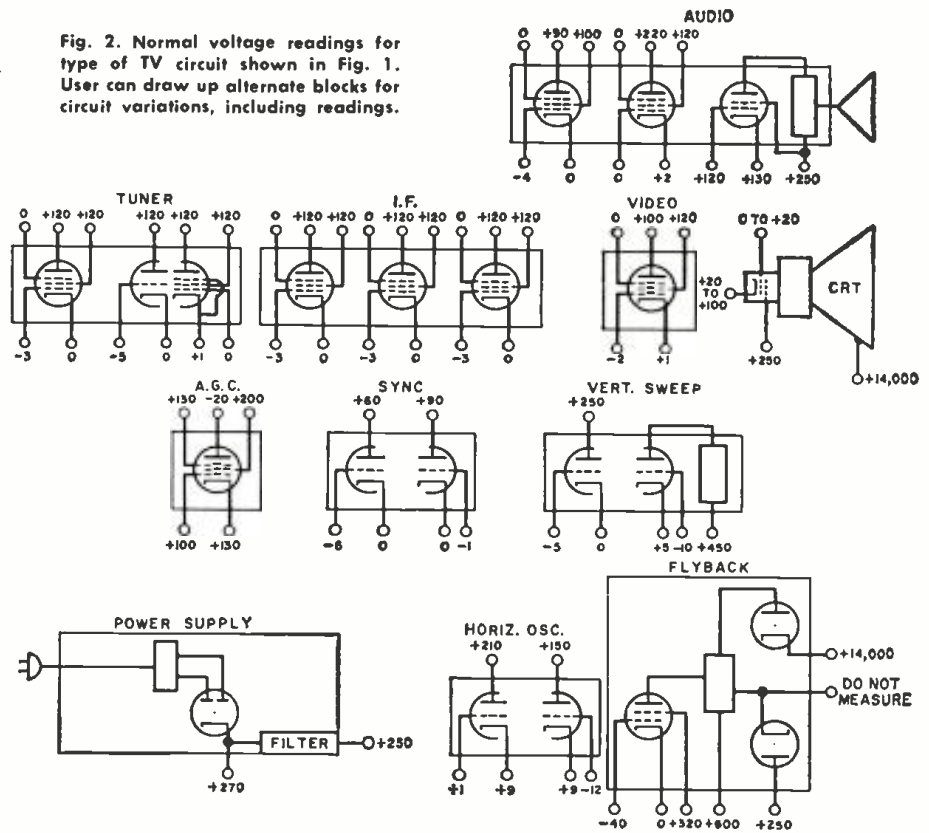 AUDIO
Fig. 2. Normal voltage readings for
type of TV circuit shown in Fig. 1.
User can draw up alternate blocks for
circuit variations, including readings.
0 +90 +100 0 +220 +120
-4 0 0 +2 +120 +130 +250
TUNER
0 +120 +120 +120 +120 +120
-3 0 -5 0 +1 0
I.F.
0 +120 +120 0 +120 +120 0 +120 +120
-3 0 -3 0 -3 0
VIDEO
0 +100 +120
-2 +1
0 TO +20
+20
TO
+100
CRT
+250
+14,000
A.G.C.
+130 -20 +200
+100 +130
SYNC
+60 +90
-6 0 0 -1
VERT. SWEEP
+250
-5 0 +5 -10 +450
POWER SUPPLY
FILTER
+250
+270
HORIZ. OSC.
+210 +150
+1 +9 +9 -12
FLYBACK
+14,000
DO NOT
MEASURE
-40 0 +320 +600 +250